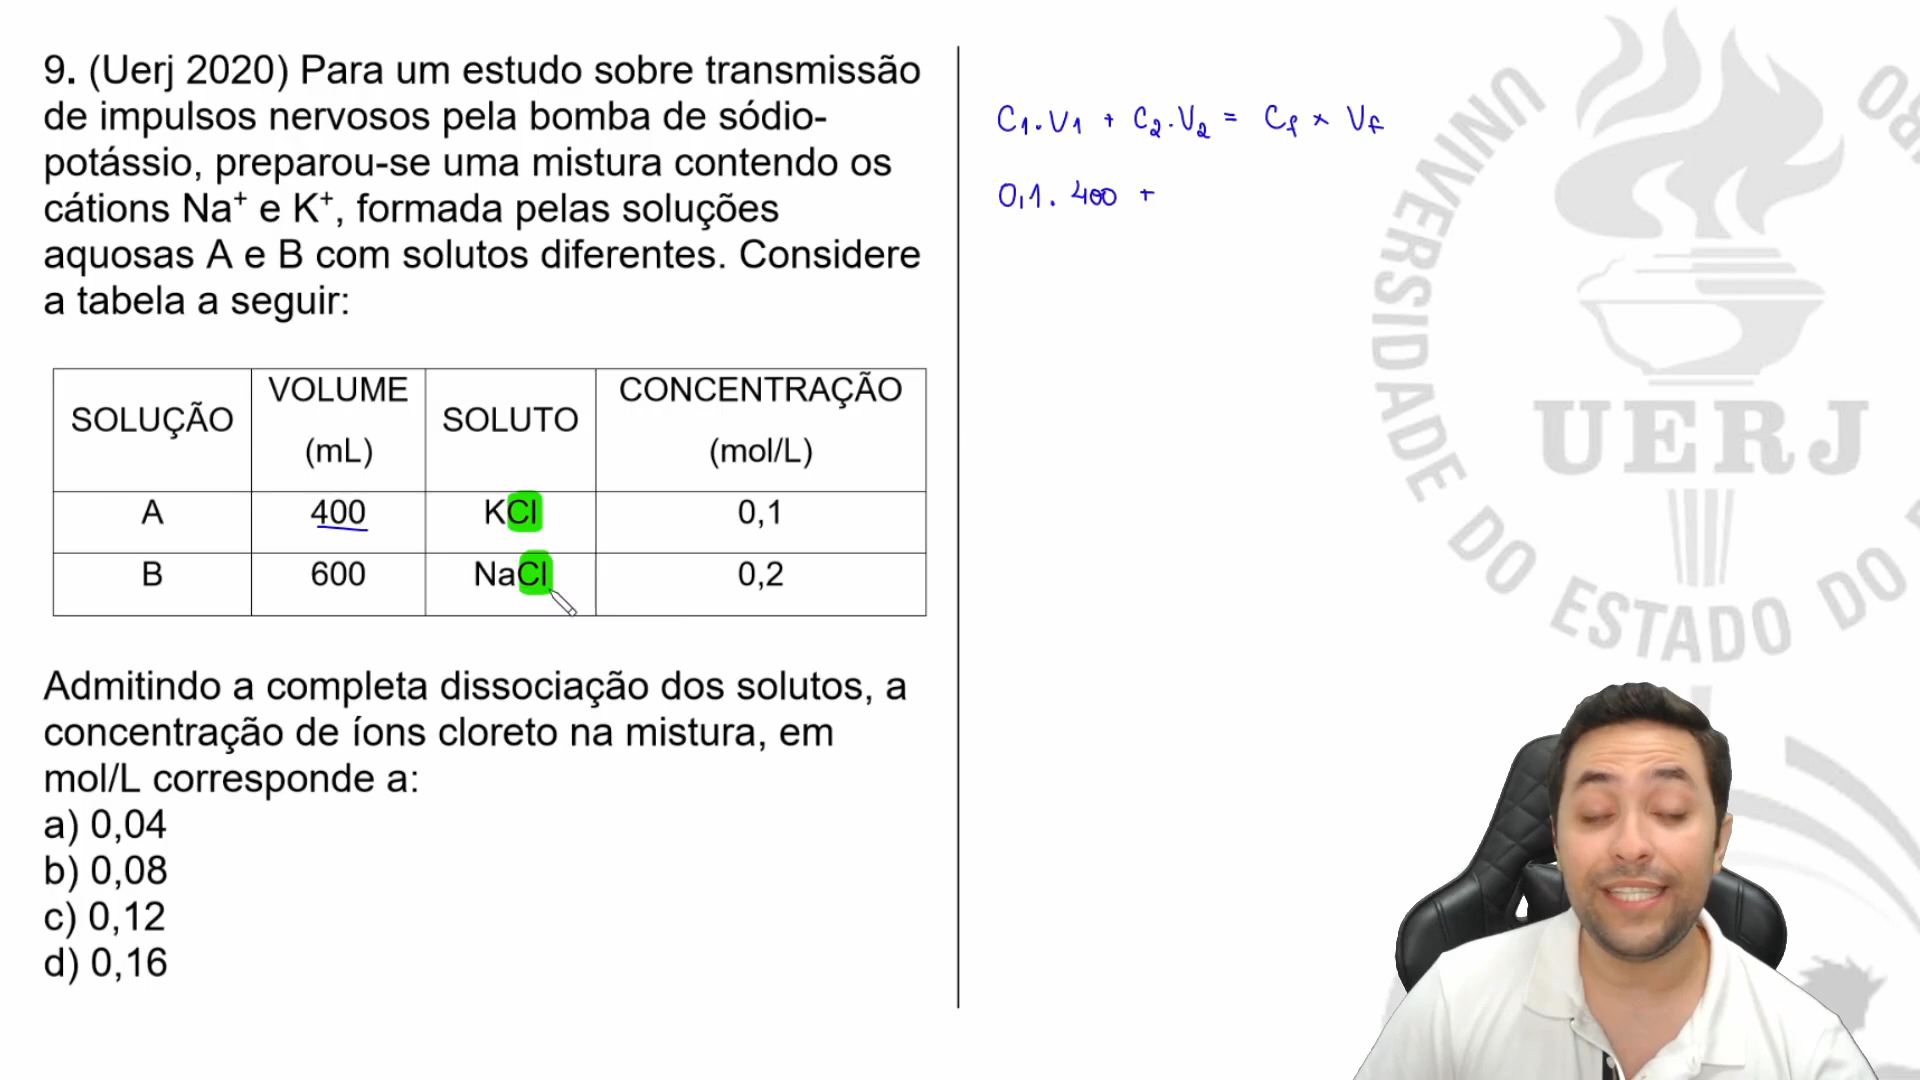 9. (Uerj 2020) Para um estudo sobre transmissão
de impulsos nervosos pela bomba de sódio-
potássio, preparou-se uma mistura contendo os
cátions Na⁺ e K⁺, formada pelas soluções
aquosas A e B com solutos diferentes. Considere
a tabela a seguir:
SOLUÇÃO VOLUME (mL) SOLUTO CONCENTRAÇÃO (mol/L)
A 400 KCl 0,1
B 600 NaCl 0,2
Admitindo a completa dissociação dos solutos, a
concentração de íons cloreto na mistura, em
mol/L corresponde a:
a) 0,04
b) 0,08
c) 0,12
d) 0,16
C₁.V₁ + C₂.V₂ = Cf × Vf
0,1. 400 +
UNIVERSIDADE DO ESTADO DO
UERJ